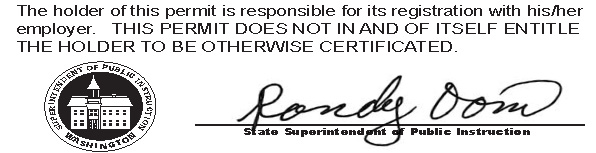 The holder of this permit is responsible for its registration with his/her
employer. THIS PERMIT DOES NOT IN AND OF ITSELF ENTITLE
THE HOLDER TO BE OTHERWISE CERTIFICATED.
SUPERINTENDENT OF PUBLIC INSTRUCTION
WASHINGTON
Randy Dorn
State Superintendent of Public Instruction